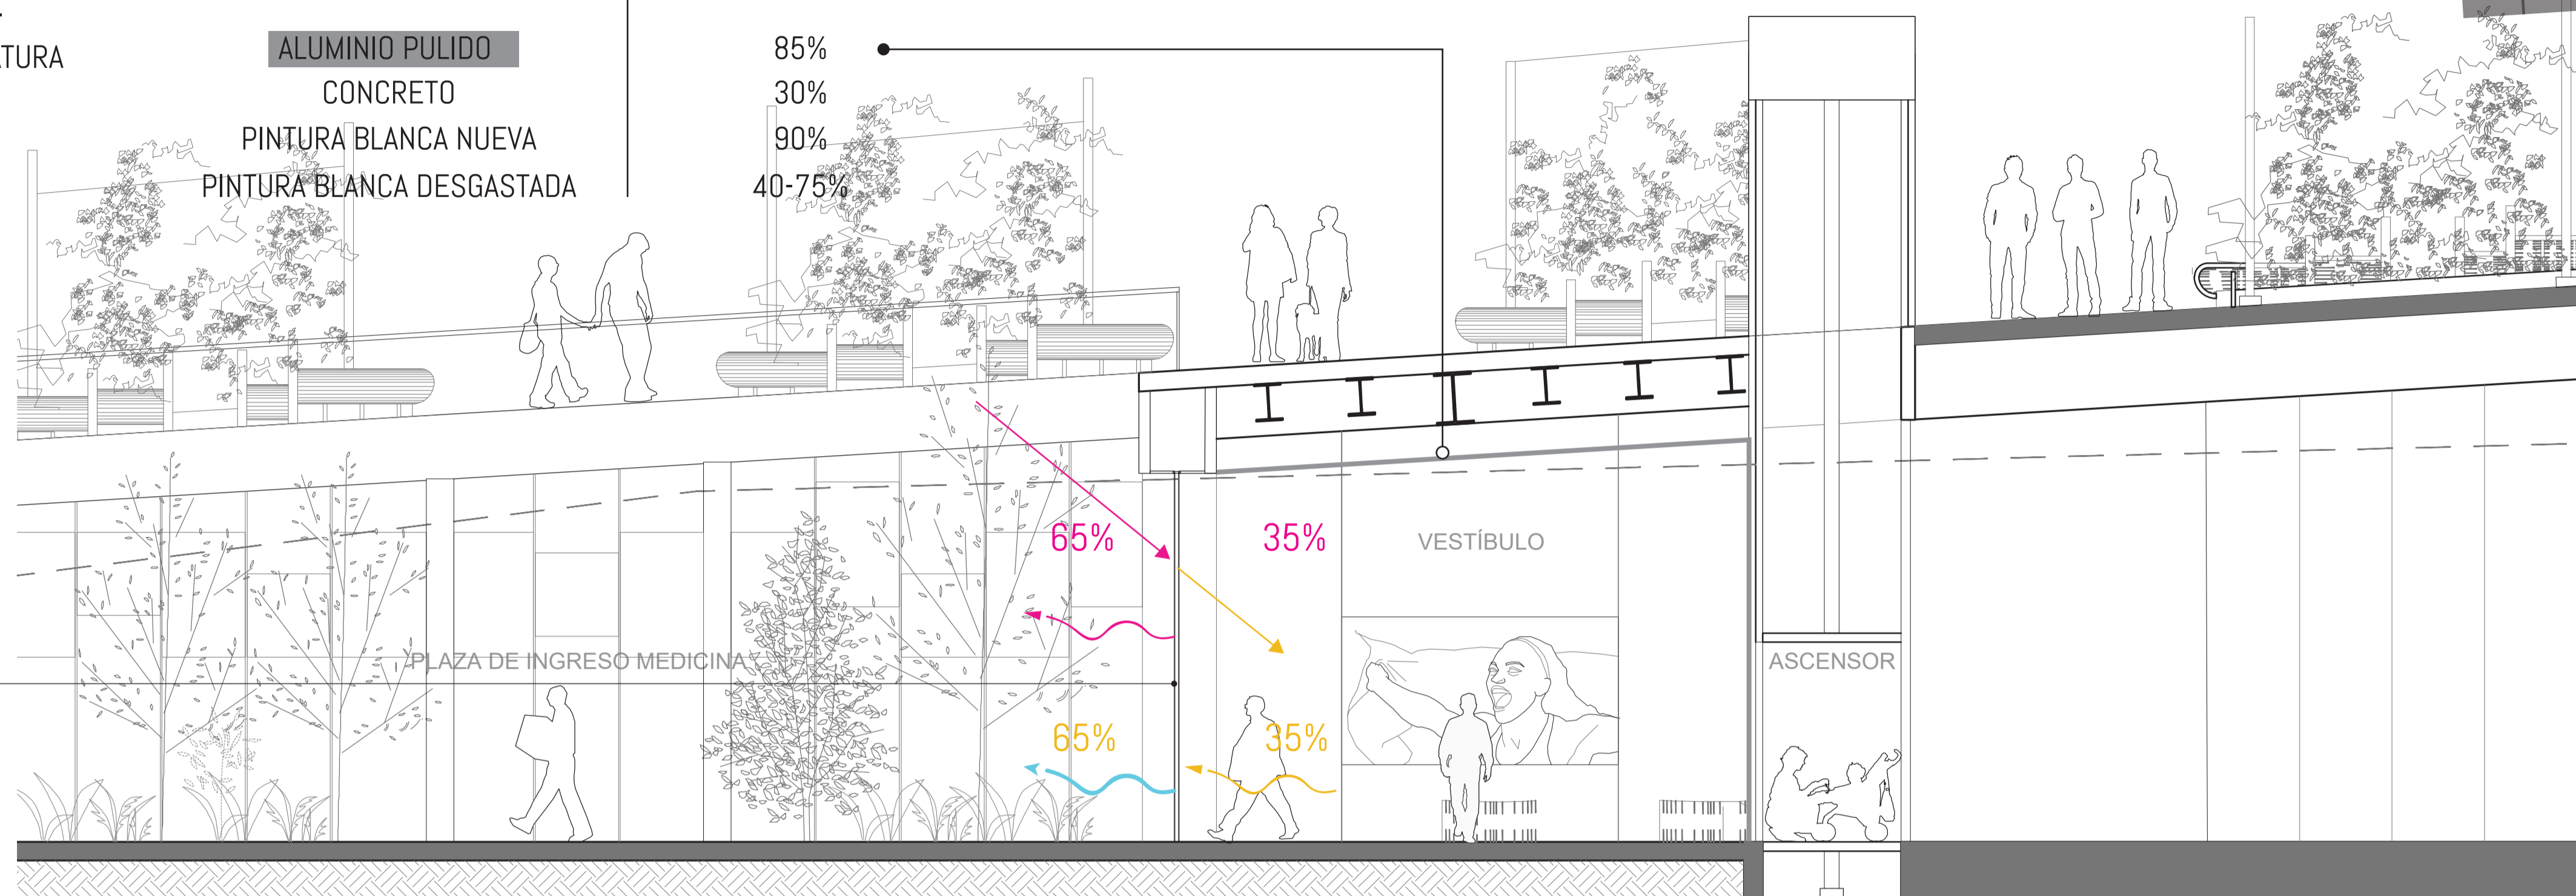 ATURA
ALUMINIO PULIDO 85%
CONCRETO 30%
PINTURA BLANCA NUEVA 90%
PINTURA BLANCA DESGASTADA 40-75%
65% 35% VESTÍBULO
PLAZA DE INGRESO MEDICINA ASCENSOR
65% 35%